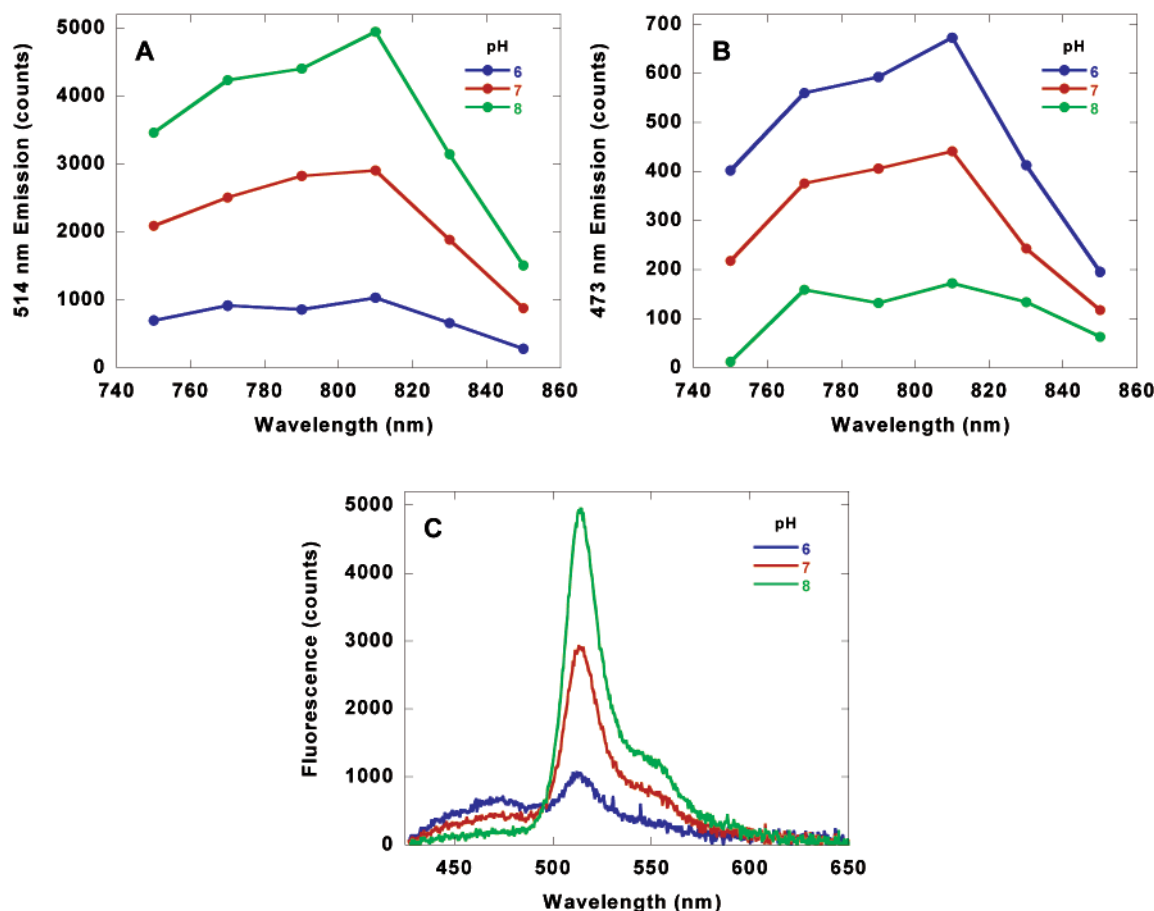 A
pH
6
7
8
514 nm Emission (counts)
5000
4000
3000
2000
1000
0
740 760 780 800 820 840 860
Wavelength (nm)
B
pH
6
7
8
473 nm Emission (counts)
700
600
500
400
300
200
100
0
740 760 780 800 820 840 860
Wavelength (nm)
C
pH
6
7
8
Fluorescence (counts)
5000
4000
3000
2000
1000
0
450 500 550 600 650
Wavelength (nm)